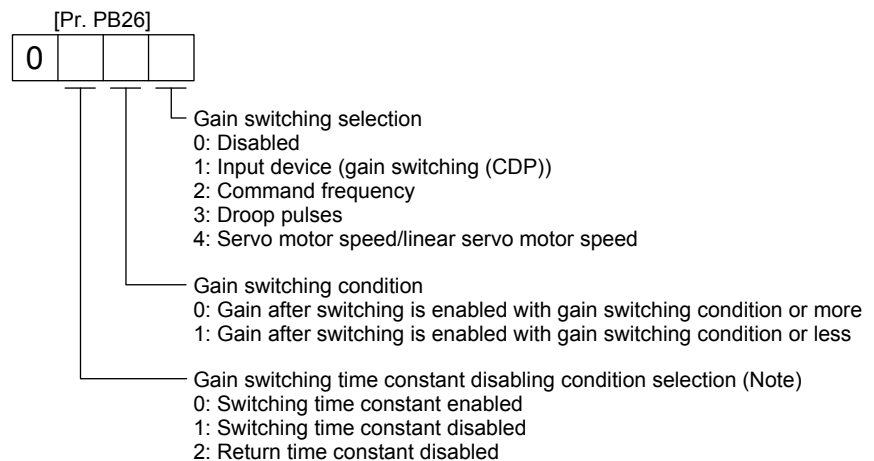 [Pr. PB26]
0
Gain switching selection
0: Disabled
1: Input device (gain switching (CDP))
2: Command frequency
3: Droop pulses
4: Servo motor speed/linear servo motor speed
Gain switching condition
0: Gain after switching is enabled with gain switching condition or more
1: Gain after switching is enabled with gain switching condition or less
Gain switching time constant disabling condition selection (Note)
0: Switching time constant enabled
1: Switching time constant disabled
2: Return time constant disabled